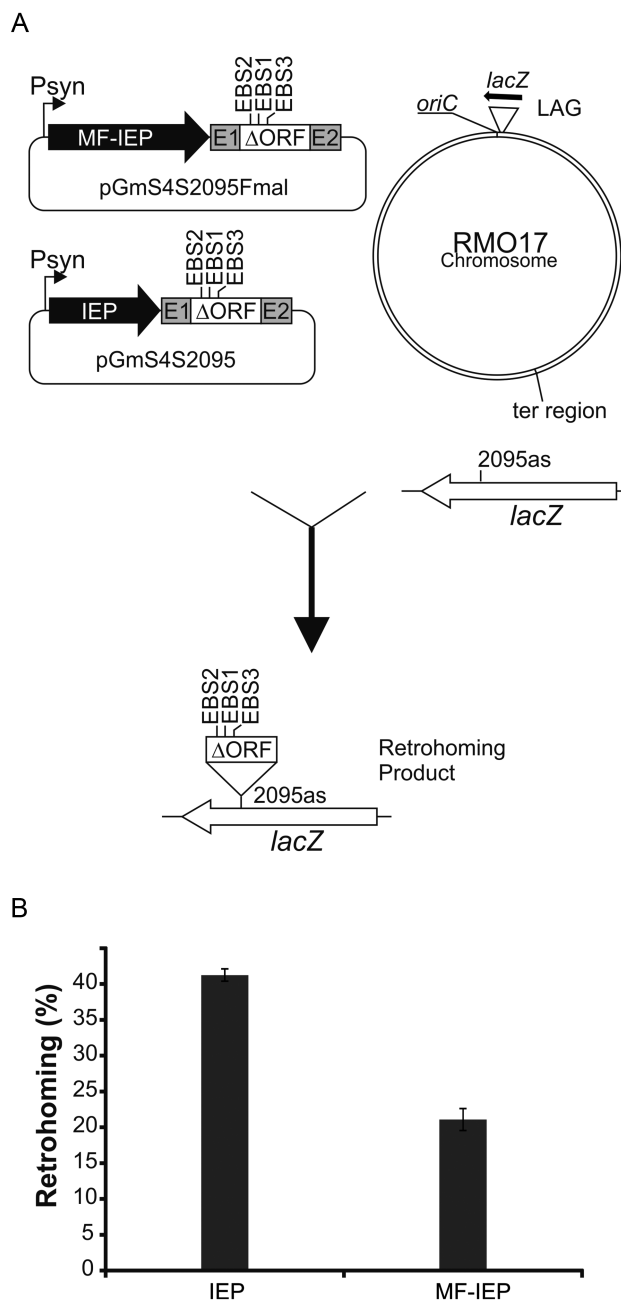 A
Psyn
EBS2
EBS1
EBS3
MF-IEP
E1
ΔORF
E2
pGmS4S2095Fmal
lacZ
oriC
LAG
RMO17
Chromosome
ter region
Psyn
EBS2
EBS1
EBS3
IEP
E1
ΔORF
E2
pGmS4S2095
2095as
lacZ
EBS2
EBS1
EBS3
ΔORF
2095as
lacZ
Retrohoming
Product
B
Retrohoming (%)
40
35
30
25
20
15
10
5
0
IEP
MF-IEP